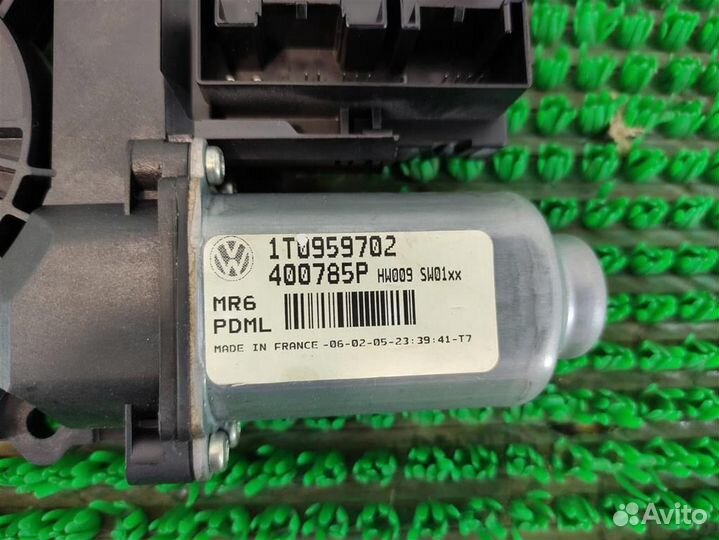 1T0959702
400785P HW009 SW01xx
MR6
PDML
MADE IN FRANCE -06-02-05-23:39:41-T7
Avito